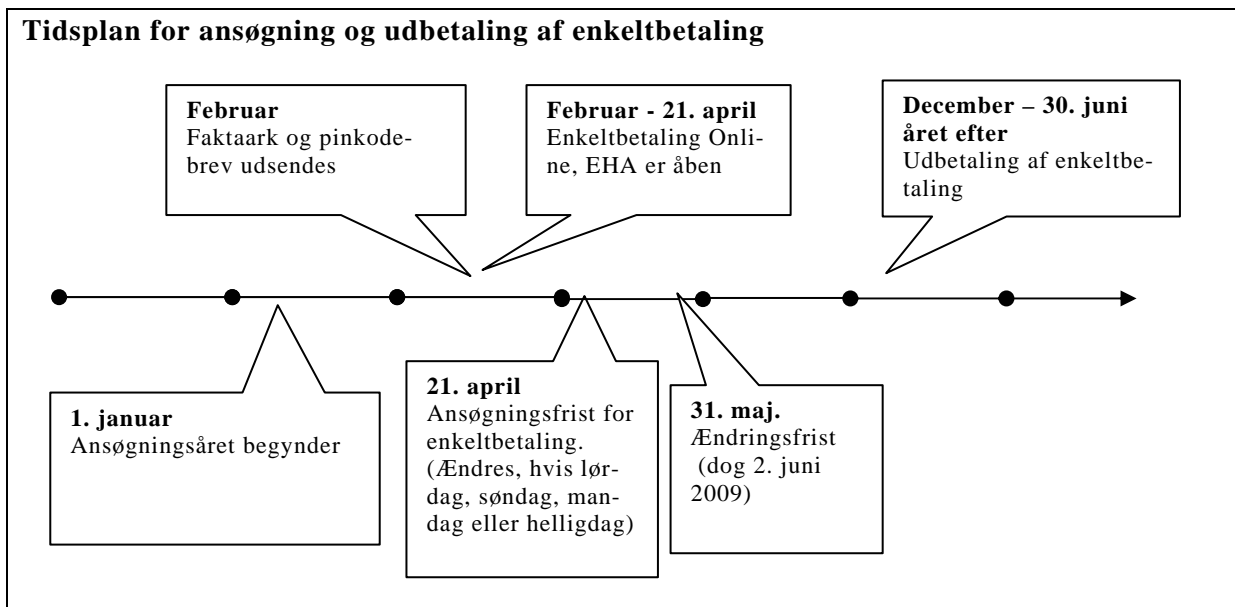 Tidsplan for ansøgning og udbetaling af enkeltbetaling
Februar
Faktaark og pinkode-
brev udsendes
Februar - 21. april
Enkeltbetaling Onli-
ne, EHA er åben
December – 30. juni
året efter
Udbetaling af enkeltbe-
taling
1. januar
Ansøgningsåret begynder
21. april
Ansøgningsfrist for
enkeltbetaling.
(Ændres, hvis lør-
dag, søndag, man-
dag eller helligdag)
31. maj.
Ændringsfrist
(dog 2. juni
2009)